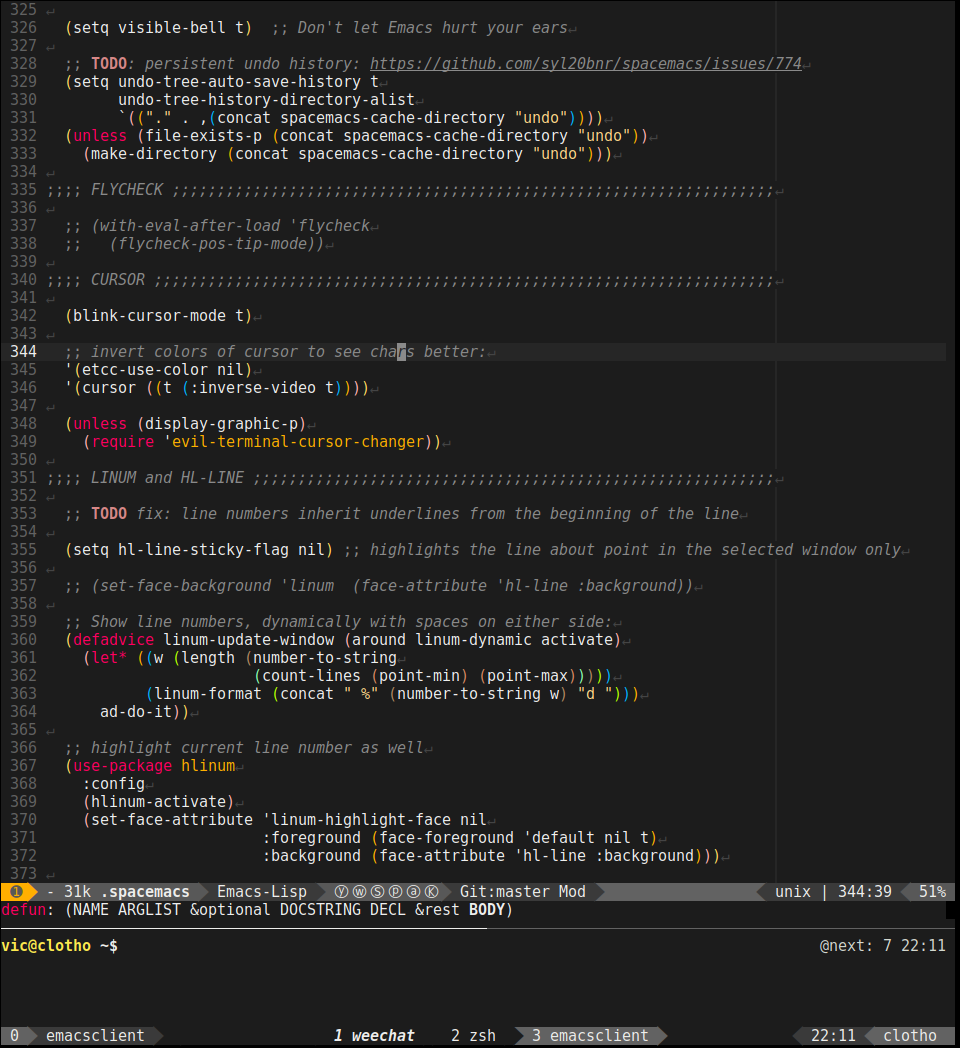 325 ↵
326   (setq visible-bell t)  ;; Don't let Emacs hurt your ears↵
327 ↵
328   ;; TODO: persistent undo history: https://github.com/syl20bnr/spacemacs/issues/774↵
329   (setq undo-tree-auto-save-history t↵
330         undo-tree-history-directory-alist↵
331         `(("." . ,(concat spacemacs-cache-directory "undo"))))↵
332   (unless (file-exists-p (concat spacemacs-cache-directory "undo"))↵
333     (make-directory (concat spacemacs-cache-directory "undo")))↵
334 ↵
335 ;;;; FLYCHECK ;;;;;;;;;;;;;;;;;;;;;;;;;;;;;;;;;;;;;;;;;;;;;;;;;;;;;;;;;;;;;;;;;;;↵
336 ↵
337   ;; (with-eval-after-load 'flycheck↵
338   ;;   (flycheck-pos-tip-mode))↵
339 ↵
340 ;;;; CURSOR ;;;;;;;;;;;;;;;;;;;;;;;;;;;;;;;;;;;;;;;;;;;;;;;;;;;;;;;;;;;;;;;;;;;;;↵
341 ↵
342   (blink-cursor-mode t)↵
343 ↵
344   ;; invert colors of cursor to see chars better:↵
345   '(etcc-use-color nil)↵
346   '(cursor ((t (:inverse-video t))))↵
347 ↵
348   (unless (display-graphic-p)↵
349     (require 'evil-terminal-cursor-changer))↵
350 ↵
351 ;;;; LINUM and HL-LINE ;;;;;;;;;;;;;;;;;;;;;;;;;;;;;;;;;;;;;;;;;;;;;;;;;;;;;;;;;;↵
352 ↵
353   ;; TODO fix: line numbers inherit underlines from the beginning of the line↵
354 ↵
355   (setq hl-line-sticky-flag nil) ;; highlights the line about point in the selected window only↵
356 ↵
357   ;; (set-face-background 'linum  (face-attribute 'hl-line :background))↵
358 ↵
359   ;; Show line numbers, dynamically with spaces on either side:↵
360   (defadvice linum-update-window (around linum-dynamic activate)↵
361     (let* ((w (length (number-to-string↵
362                        (count-lines (point-min) (point-max)))))↵
363            (linum-format (concat " %" (number-to-string w) "d ")))↵
364       ad-do-it))↵
365 ↵
366   ;; highlight current line number as well↵
367   (use-package hlinum↵
368     :config↵
369     (hlinum-activate)↵
370     (set-face-attribute 'linum-highlight-face nil↵
371                         :foreground (face-foreground 'default nil t)↵
372                         :background (face-attribute 'hl-line :background)))↵
373 ↵
➊ - 31k .spacemacs Emacs-Lisp ⓨⓦⓈⓟⓐⓀ Git:master Mod unix | 344:39 51%
defun: (NAME ARGLIST &optional DOCSTRING DECL &rest BODY)
vic@clotho ~$ @next: 7 22:11
0 emacsclient 1 weechat 2 zsh 3 emacsclient 22:11 clotho